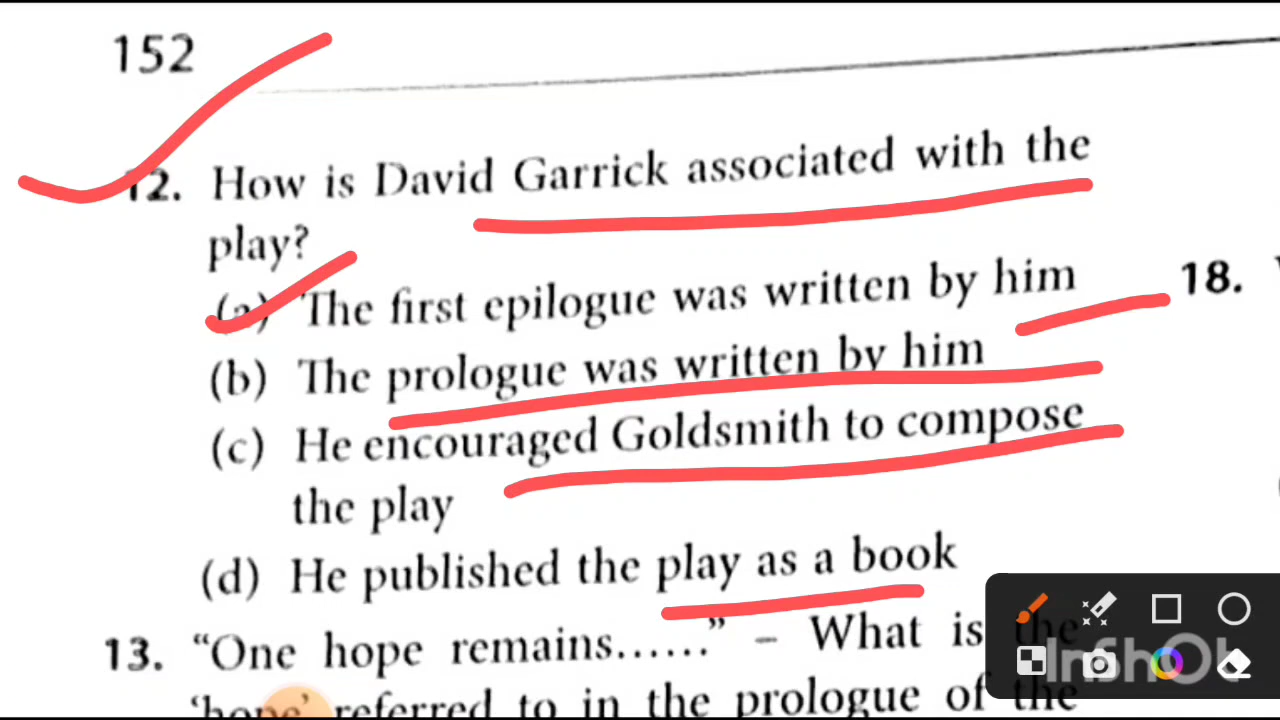 152
12. How is David Garrick associated with the
play?
(a) The first epilogue was written by him
(b) The prologue was written by him
(c) He encouraged Goldsmith to compose
the play
(d) He published the play as a book
18.
13. “One hope remains......” – What is the
‘hope’ referred to in the prologue of the
InShOt